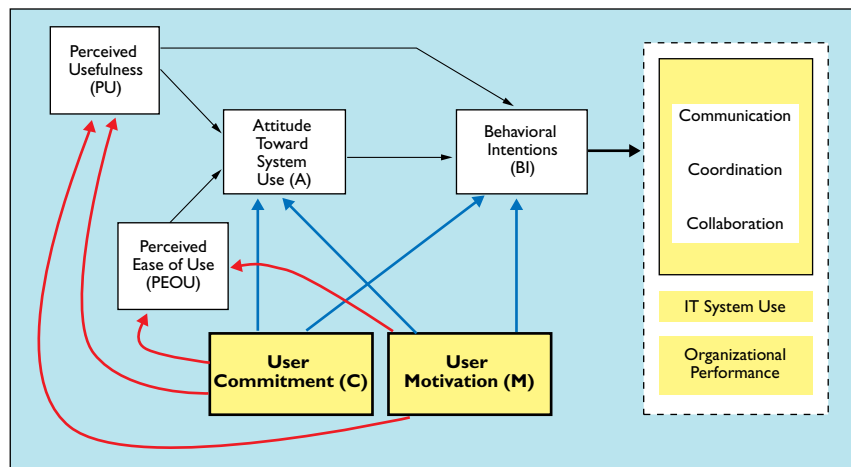 Perceived
Usefulness
(PU)
Attitude
Toward
System
Use (A)
Behavioral
Intentions
(BI)
Perceived
Ease of Use
(PEOU)
User
Commitment (C)
User
Motivation (M)
Communication
Coordination
Collaboration
IT System Use
Organizational
Performance